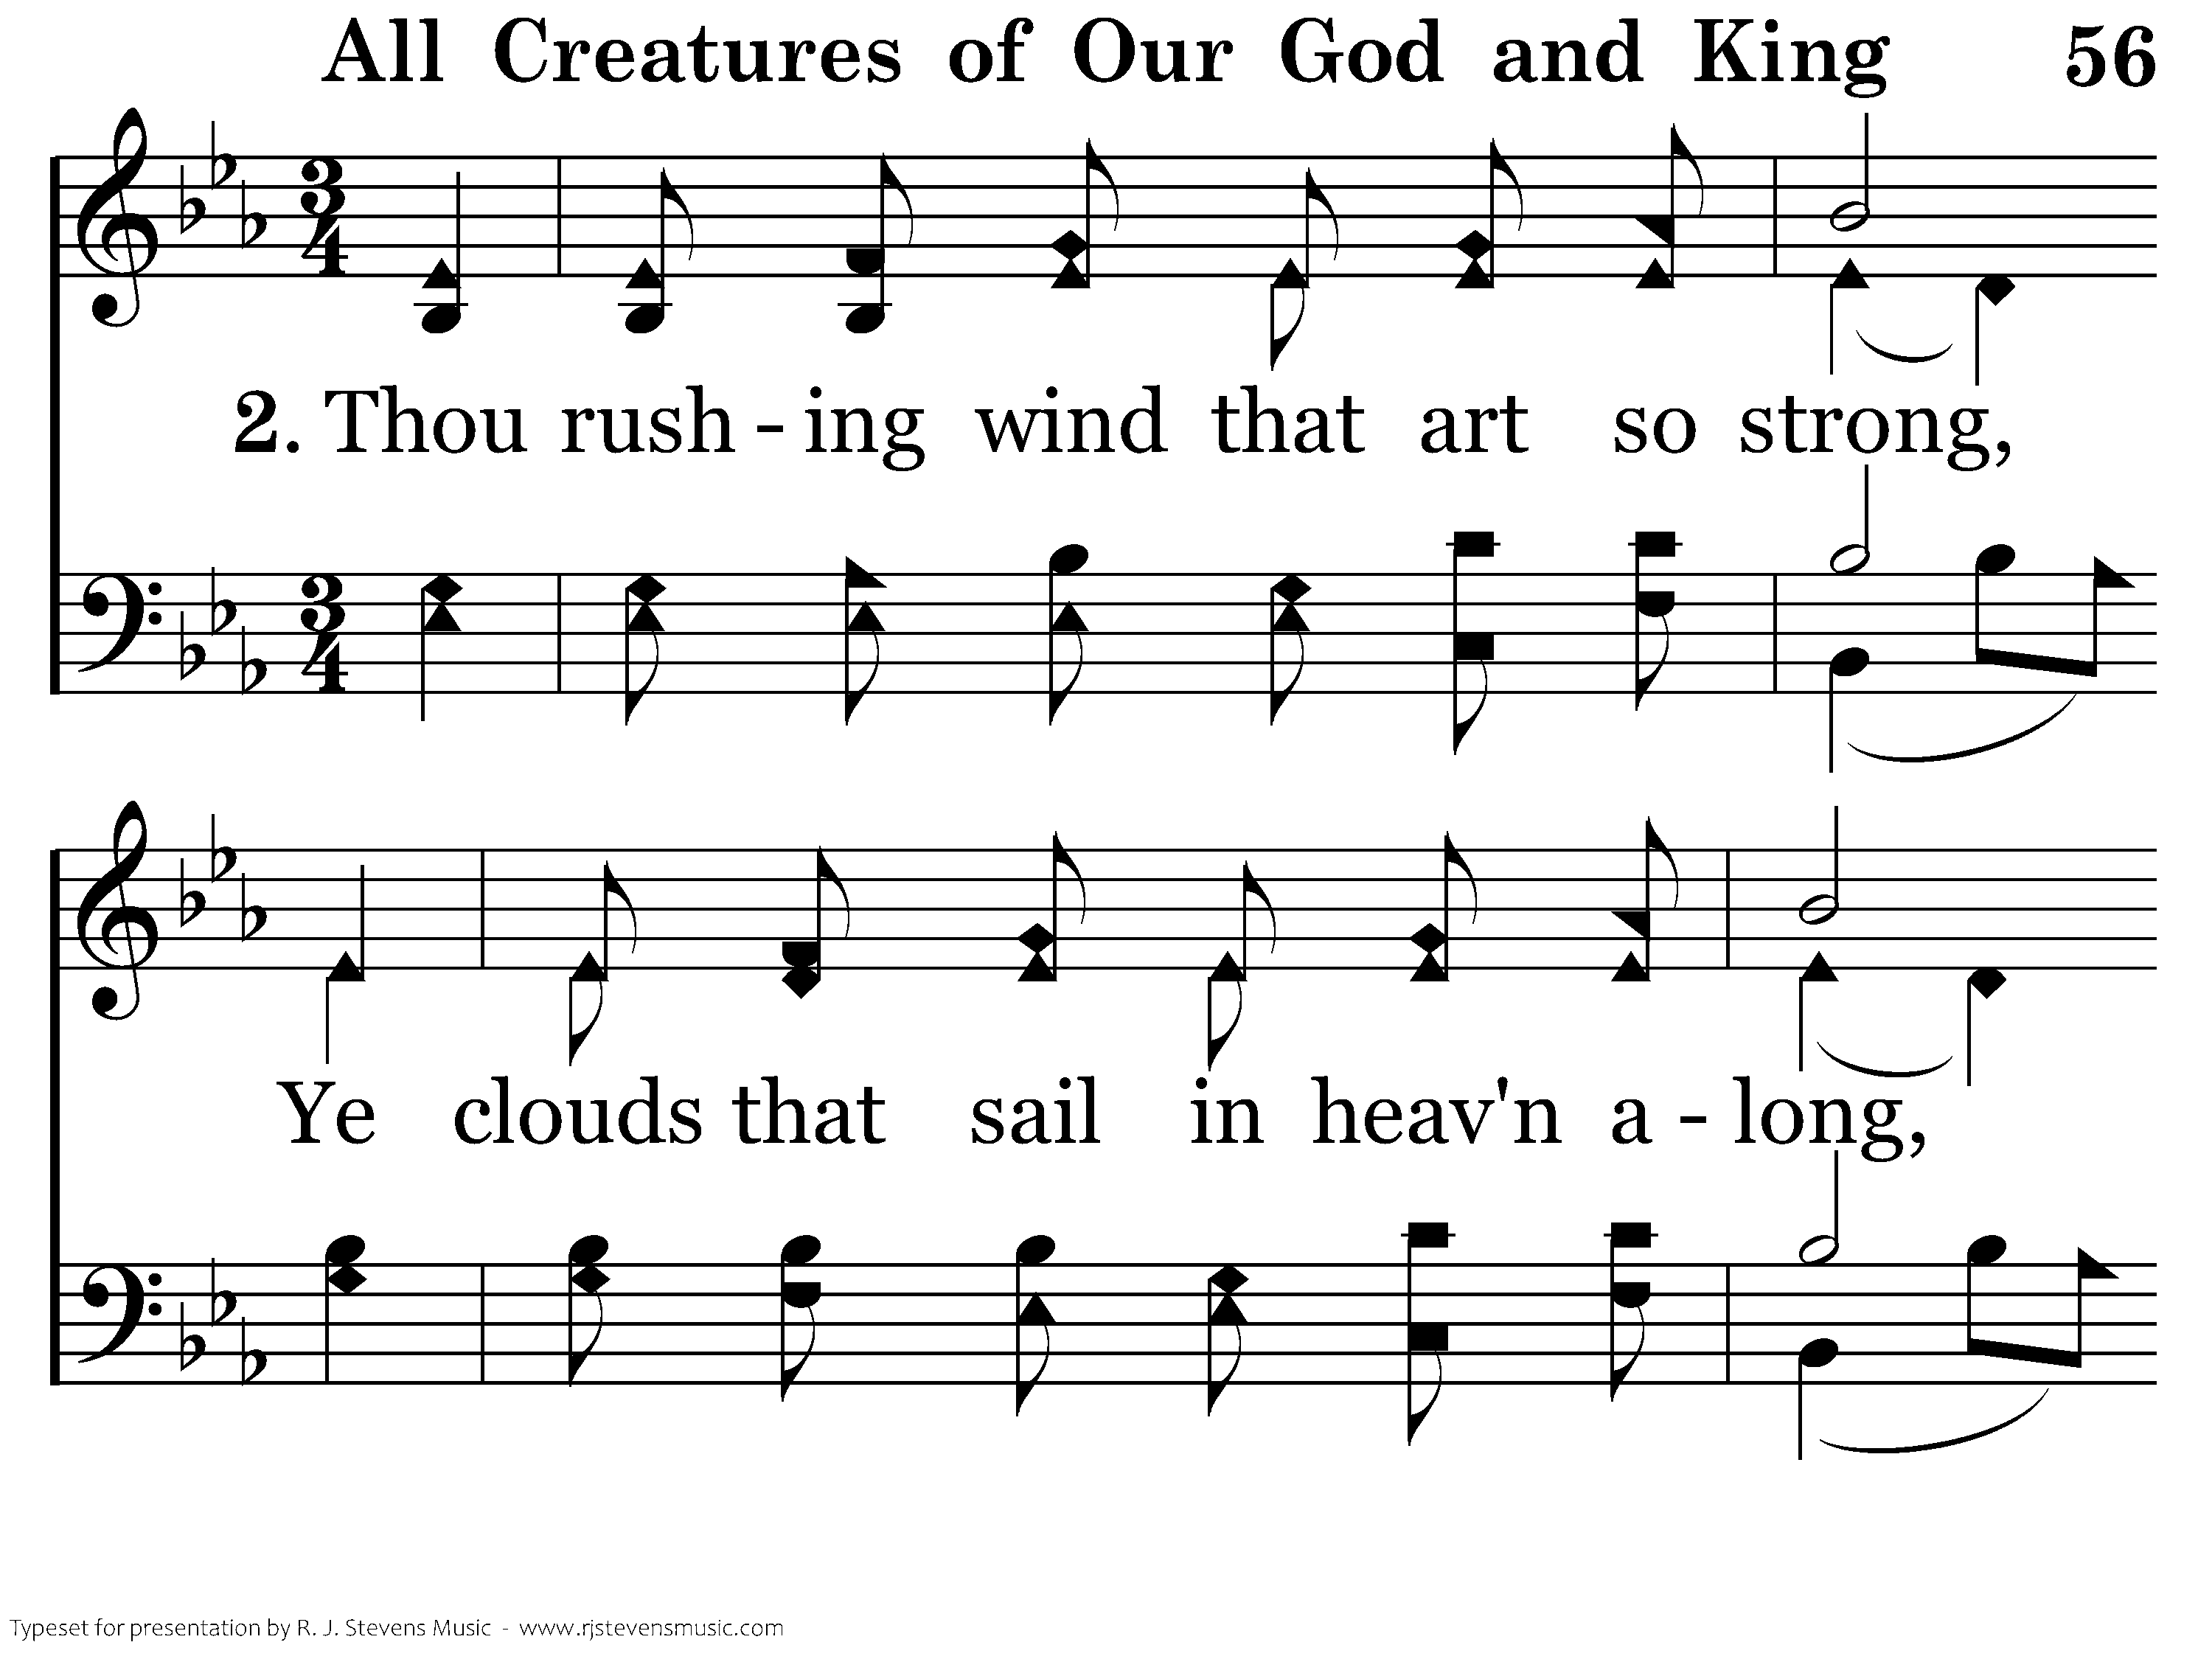 All Creatures of Our God and King 56
2. Thou rush - ing wind that art so strong,
Ye clouds that sail in heav'n a - long,
Typeset for presentation by R. J. Stevens Music - www.rjstevensmusic.com